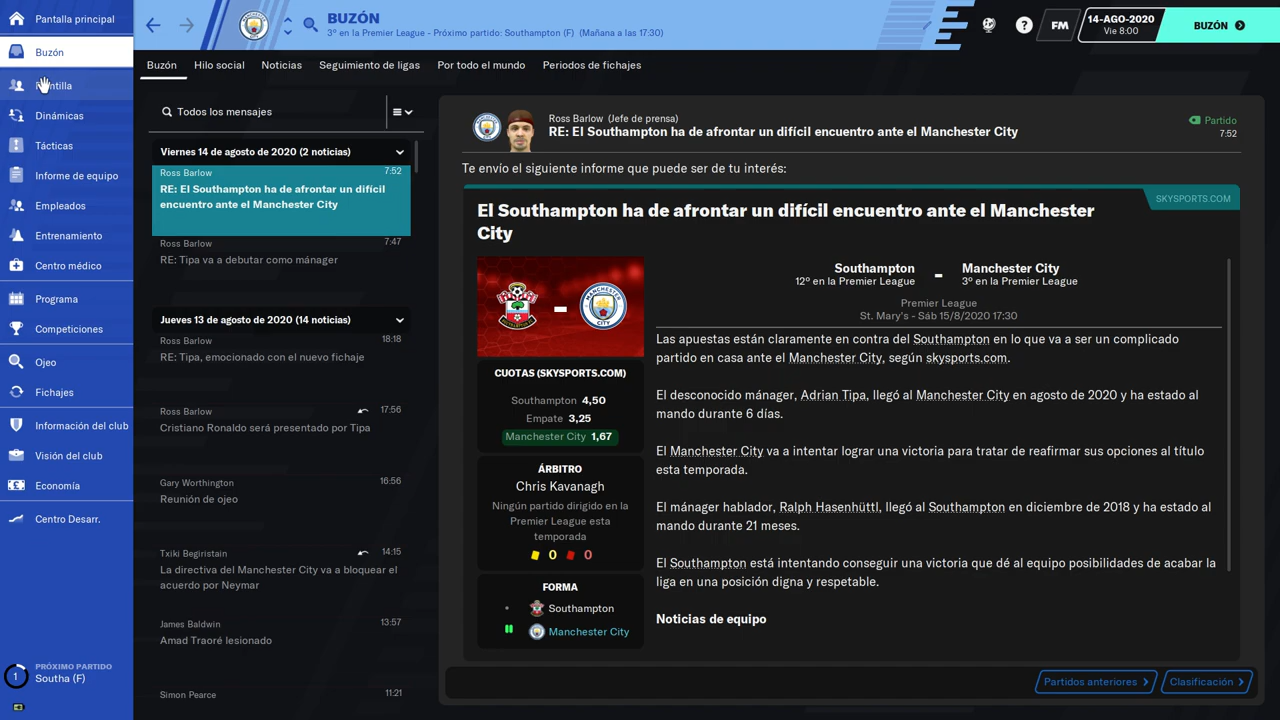 Pantalla principal
Buzón
Dinámicas
Tácticas
Informe de equipo
Empleados
Entrenamiento
Centro médico
Programa
Competiciones
Ojeo
Fichajes
Información del club
Visión del club
Economía
Centro Desarr.
1
PRÓXIMO PARTIDO
Southa (F)
BUZÓN
3º en la Premier League - Próximo partido: Southampton (F) (Mañana a las 17:30)
?
FM
14-AGO-2020
Vie 8:00
BUZÓN
Buzón
Hilo social
Noticias
Seguimiento de ligas
Por todo el mundo
Periodos de fichajes
Todos los mensajes
Viernes 14 de agosto de 2020 (2 noticias)
Ross Barlow 7:52
RE: El Southampton ha de afrontar un difícil
encuentro ante el Manchester City
Ross Barlow 7:47
RE: Tipa va a debutar como mánager
Jueves 13 de agosto de 2020 (14 noticias)
Ross Barlow 18:18
RE: Tipa, emocionado con el nuevo fichaje
Ross Barlow 17:56
Cristiano Ronaldo será presentado por Tipa
Gary Worthington 16:56
Reunión de ojeo
Txiki Begiristain 14:15
La directiva del Manchester City va a bloquear el
acuerdo por Neymar
James Baldwin 13:57
Amad Traoré lesionado
Simon Pearce 11:21
Ross Barlow (Jefe de prensa)
RE: El Southampton ha de afrontar un difícil encuentro ante el Manchester City
Partido
7:52
Te envío el siguiente informe que puede ser de tu interés:
SKYSPORTS.COM
El Southampton ha de afrontar un difícil encuentro ante el Manchester
City
Southampton - Manchester City
12º en la Premier League 3º en la Premier League
Premier League
St. Mary's - Sáb 15/8/2020 17:30
CUOTAS (SKYSPORTS.COM)
Southampton 4,50
Empate 3,25
Manchester City 1,67
ÁRBITRO
Chris Kavanagh
Ningún partido dirigido en la
Premier League esta
temporada
0 0
FORMA
Southampton
Manchester City
Las apuestas están claramente en contra del Southampton en lo que va a ser un complicado
partido en casa ante el Manchester City, según skysports.com.
El desconocido mánager, Adrian Tipa, llegó al Manchester City en agosto de 2020 y ha estado al
mando durante 6 días.
El Manchester City va a intentar lograr una victoria para tratar de reafirmar sus opciones al título
esta temporada.
El mánager hablador, Ralph Hasenhüttl, llegó al Southampton en diciembre de 2018 y ha estado al
mando durante 21 meses.
El Southampton está intentando conseguir una victoria que dé al equipo posibilidades de acabar la
liga en una posición digna y respetable.
Noticias de equipo
Partidos anteriores
Clasificación